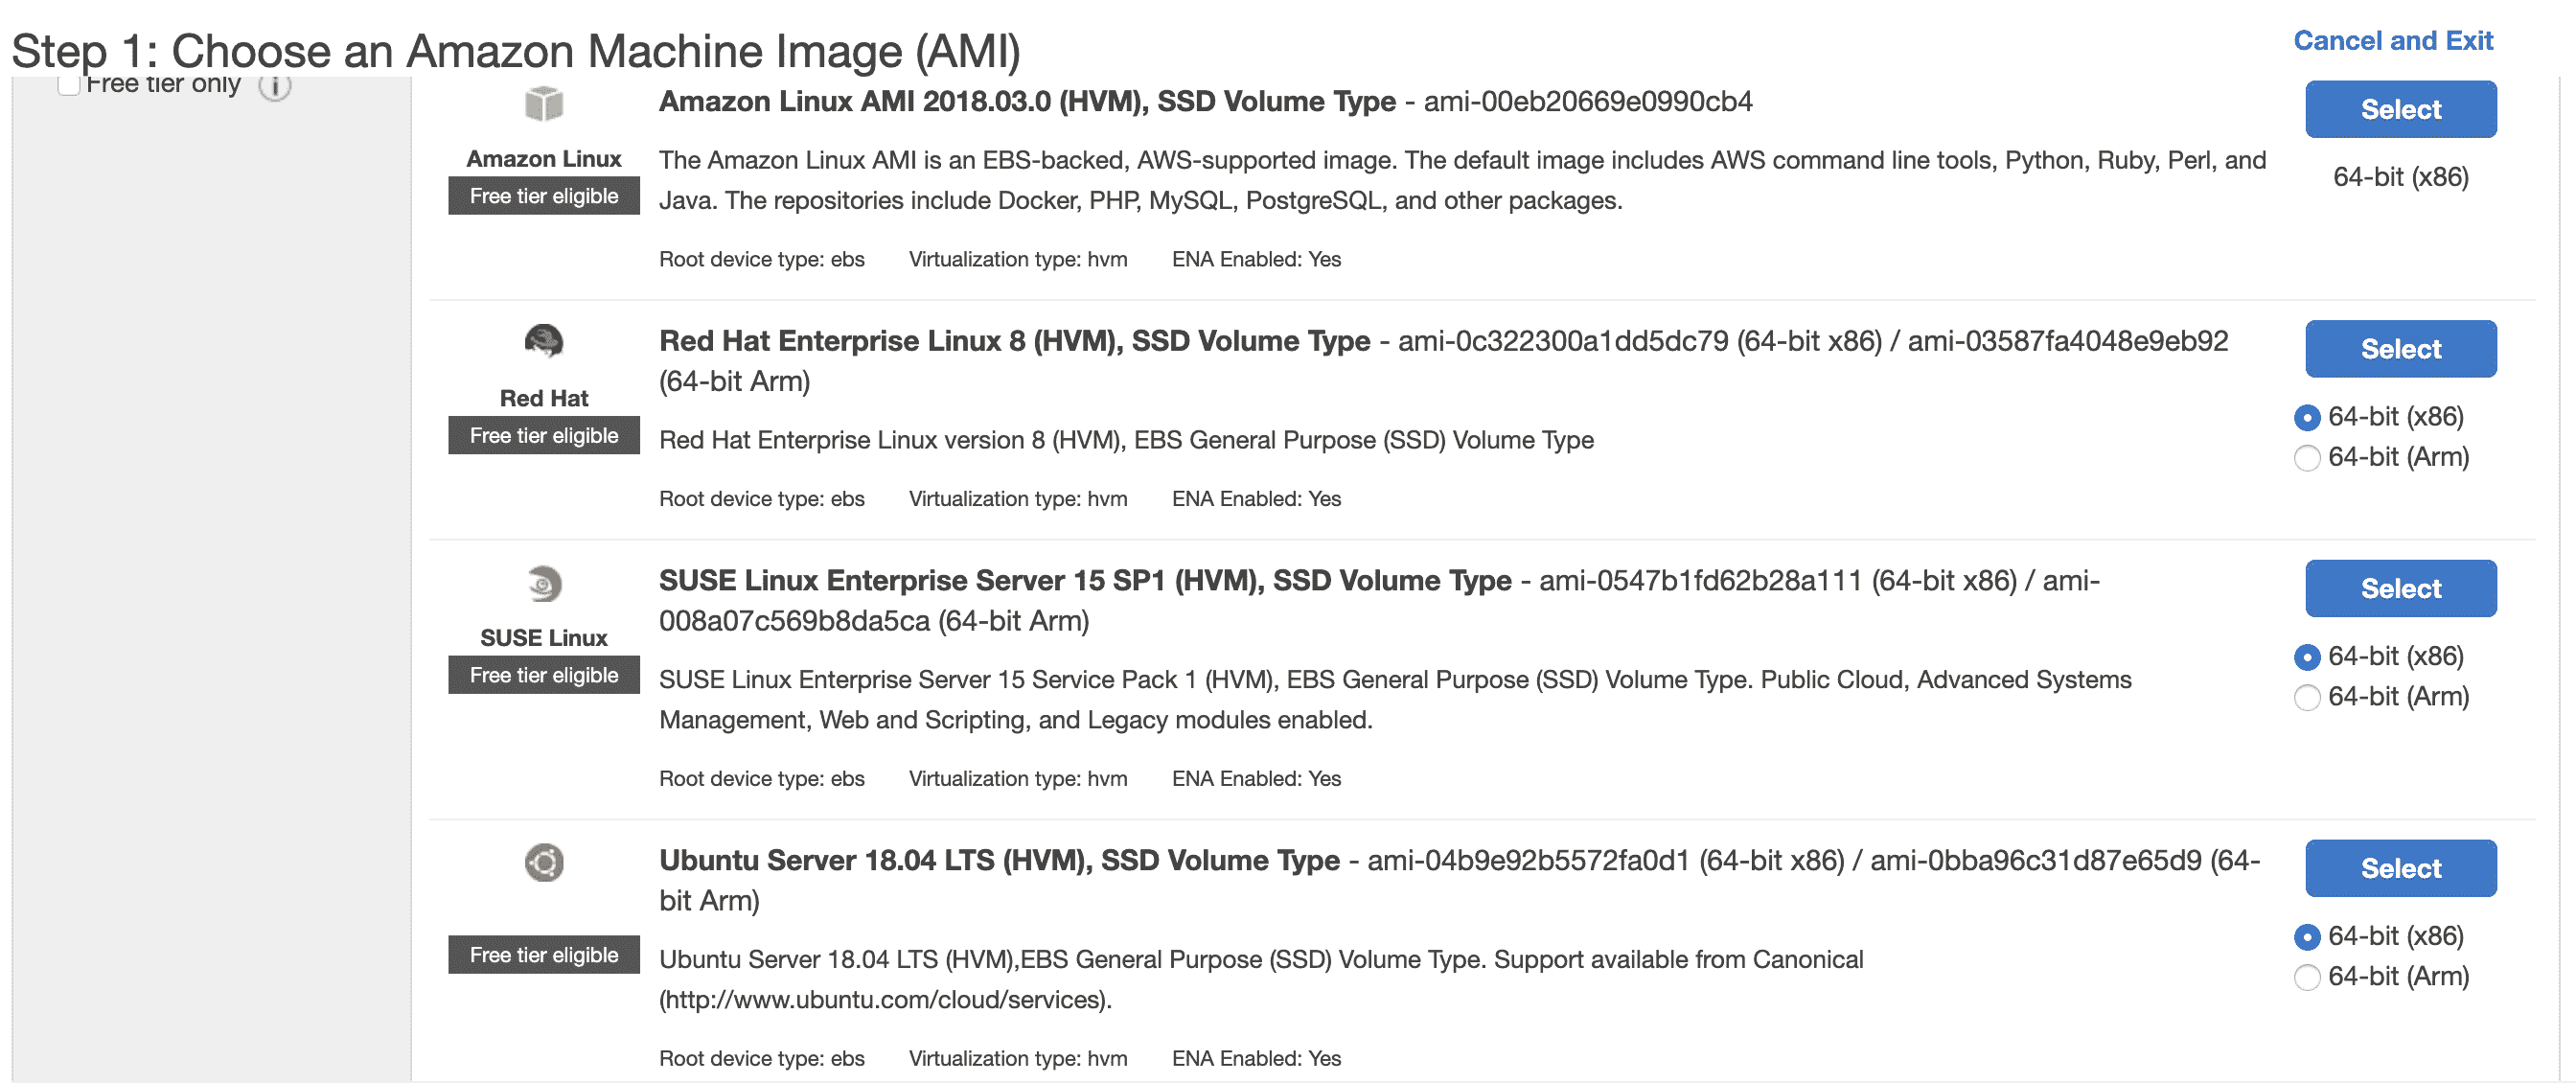 Step 1: Choose an Amazon Machine Image (AMI)
Cancel and Exit
Free tier only
Amazon Linux
Free tier eligible
Amazon Linux AMI 2018.03.0 (HVM), SSD Volume Type - ami-00eb20669e0990cb4
The Amazon Linux AMI is an EBS-backed, AWS-supported image. The default image includes AWS command line tools, Python, Ruby, Perl, and
Java. The repositories include Docker, PHP, MySQL, PostgreSQL, and other packages.
Root device type: ebs Virtualization type: hvm ENA Enabled: Yes
Select
64-bit (x86)
Red Hat
Free tier eligible
Red Hat Enterprise Linux 8 (HVM), SSD Volume Type - ami-0c322300a1dd5dc79 (64-bit x86) / ami-03587fa4048e9eb92
(64-bit Arm)
Red Hat Enterprise Linux version 8 (HVM), EBS General Purpose (SSD) Volume Type
Root device type: ebs Virtualization type: hvm ENA Enabled: Yes
Select
64-bit (x86)
64-bit (Arm)
SUSE Linux
Free tier eligible
SUSE Linux Enterprise Server 15 SP1 (HVM), SSD Volume Type - ami-0547b1fd62b28a111 (64-bit x86) / ami-
008a07c569b8da5ca (64-bit Arm)
SUSE Linux Enterprise Server 15 Service Pack 1 (HVM), EBS General Purpose (SSD) Volume Type. Public Cloud, Advanced Systems
Management, Web and Scripting, and Legacy modules enabled.
Root device type: ebs Virtualization type: hvm ENA Enabled: Yes
Select
64-bit (x86)
64-bit (Arm)
Free tier eligible
Ubuntu Server 18.04 LTS (HVM), SSD Volume Type - ami-04b9e92b5572fa0d1 (64-bit x86) / ami-0bba96c31d87e65d9 (64-
bit Arm)
Ubuntu Server 18.04 LTS (HVM),EBS General Purpose (SSD) Volume Type. Support available from Canonical
(http://www.ubuntu.com/cloud/services).
Root device type: ebs Virtualization type: hvm ENA Enabled: Yes
Select
64-bit (x86)
64-bit (Arm)